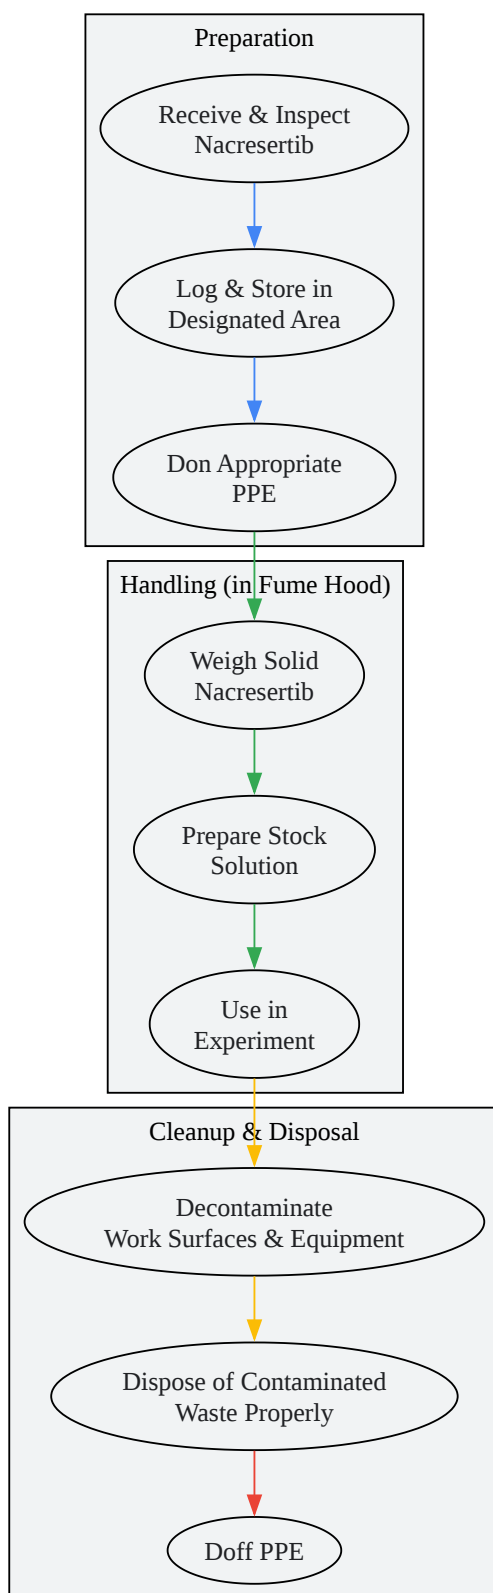 Preparation
Receive & Inspect
Nacresertib
Log & Store in
Designated Area
Don Appropriate
PPE
Handling (in Fume Hood)
Weigh Solid
Nacresertib
Prepare Stock
Solution
Use in
Experiment
Cleanup & Disposal
Decontaminate
Work Surfaces & Equipment
Dispose of Contaminated
Waste Properly
Doff PPE